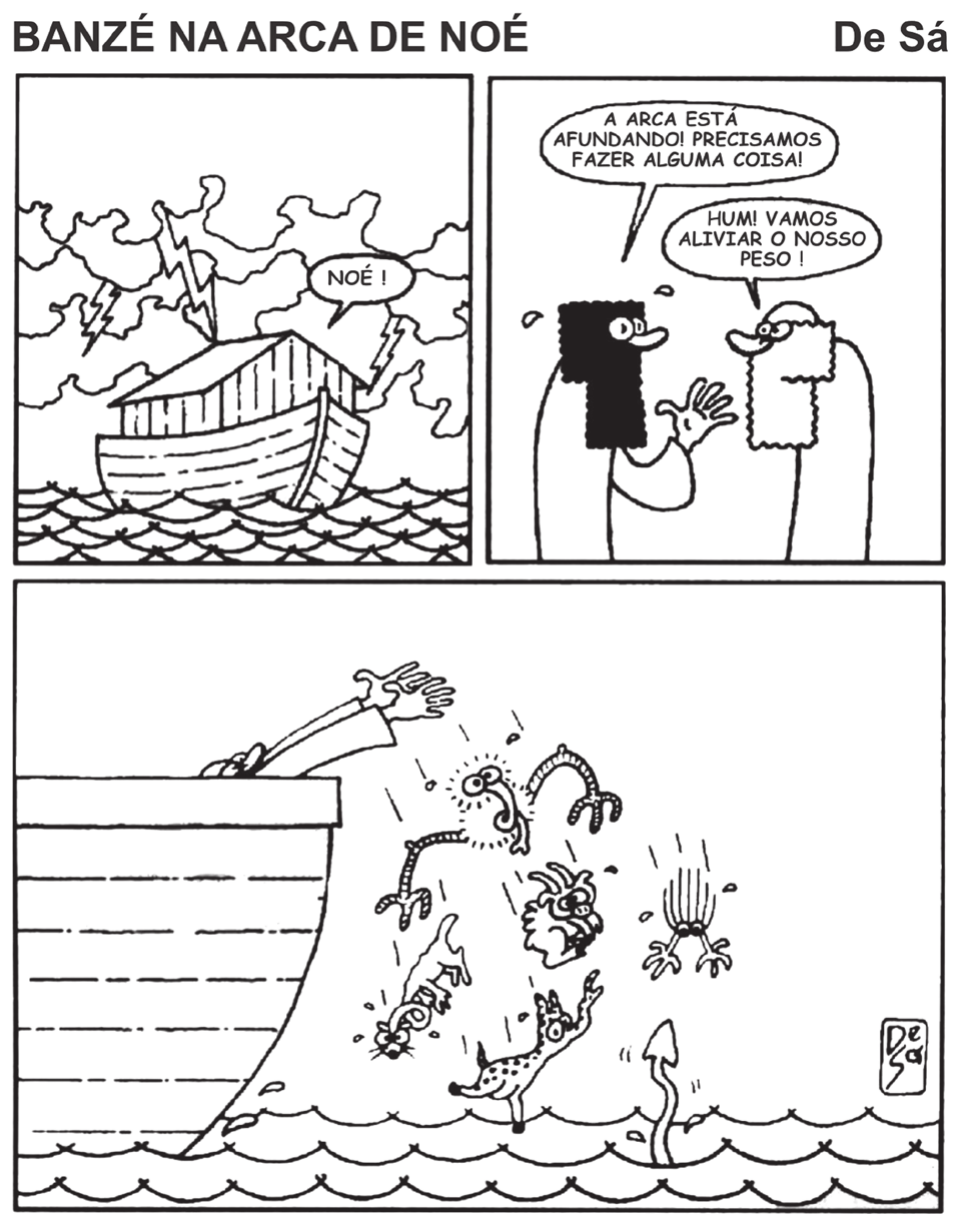 BANZÉ NA ARCA DE NOÉ
De Sá
NOÉ !
A ARCA ESTÁ
AFUNDANDO! PRECISAMOS
FAZER ALGUMA COISA!
HUM! VAMOS
ALIVIAR O NOSSO
PESO !
De
Sá